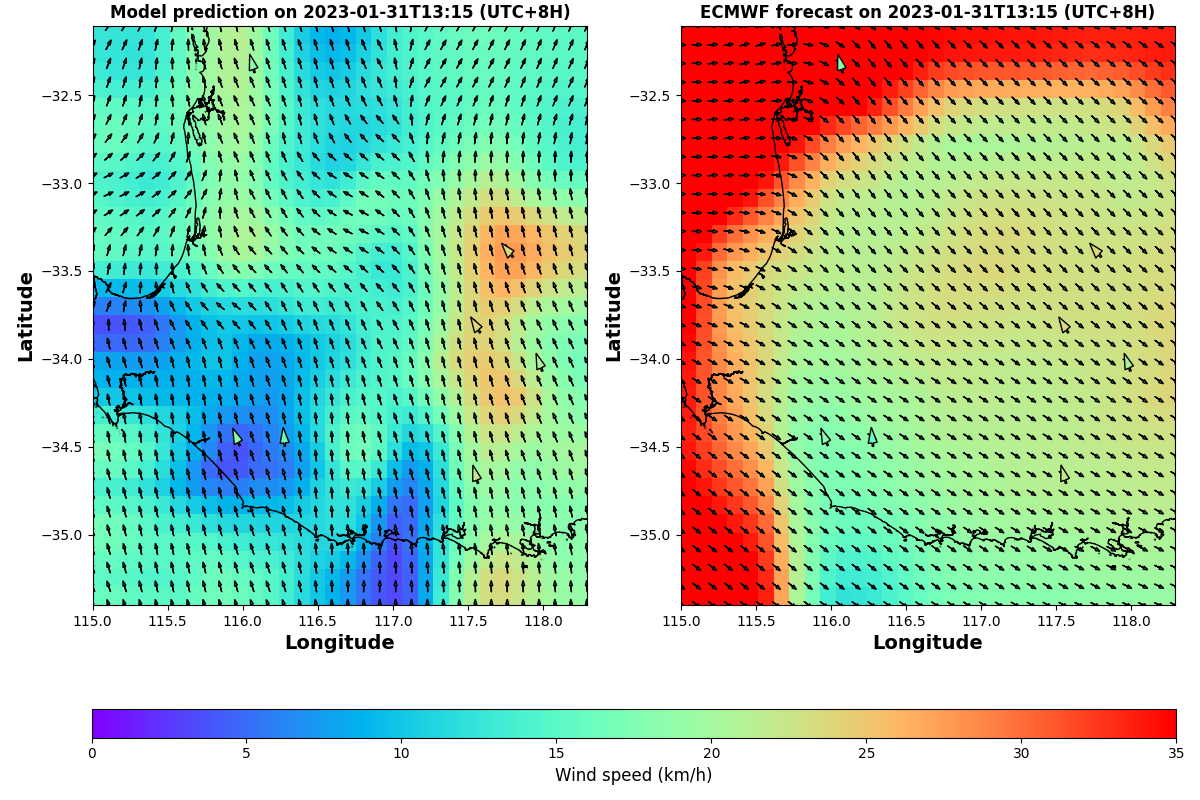 Model prediction on 2023-01-31T13:15 (UTC+8H)
ECMWF forecast on 2023-01-31T13:15 (UTC+8H)
−32.5
−33.0
−33.5
−34.0
−34.5
−35.0
Latitude
115.0 115.5 116.0 116.5 117.0 117.5 118.0
Longitude
−32.5
−33.0
−33.5
−34.0
−34.5
−35.0
Latitude
115.0 115.5 116.0 116.5 117.0 117.5 118.0
Longitude
0 5 10 15 20 25 30 35
Wind speed (km/h)